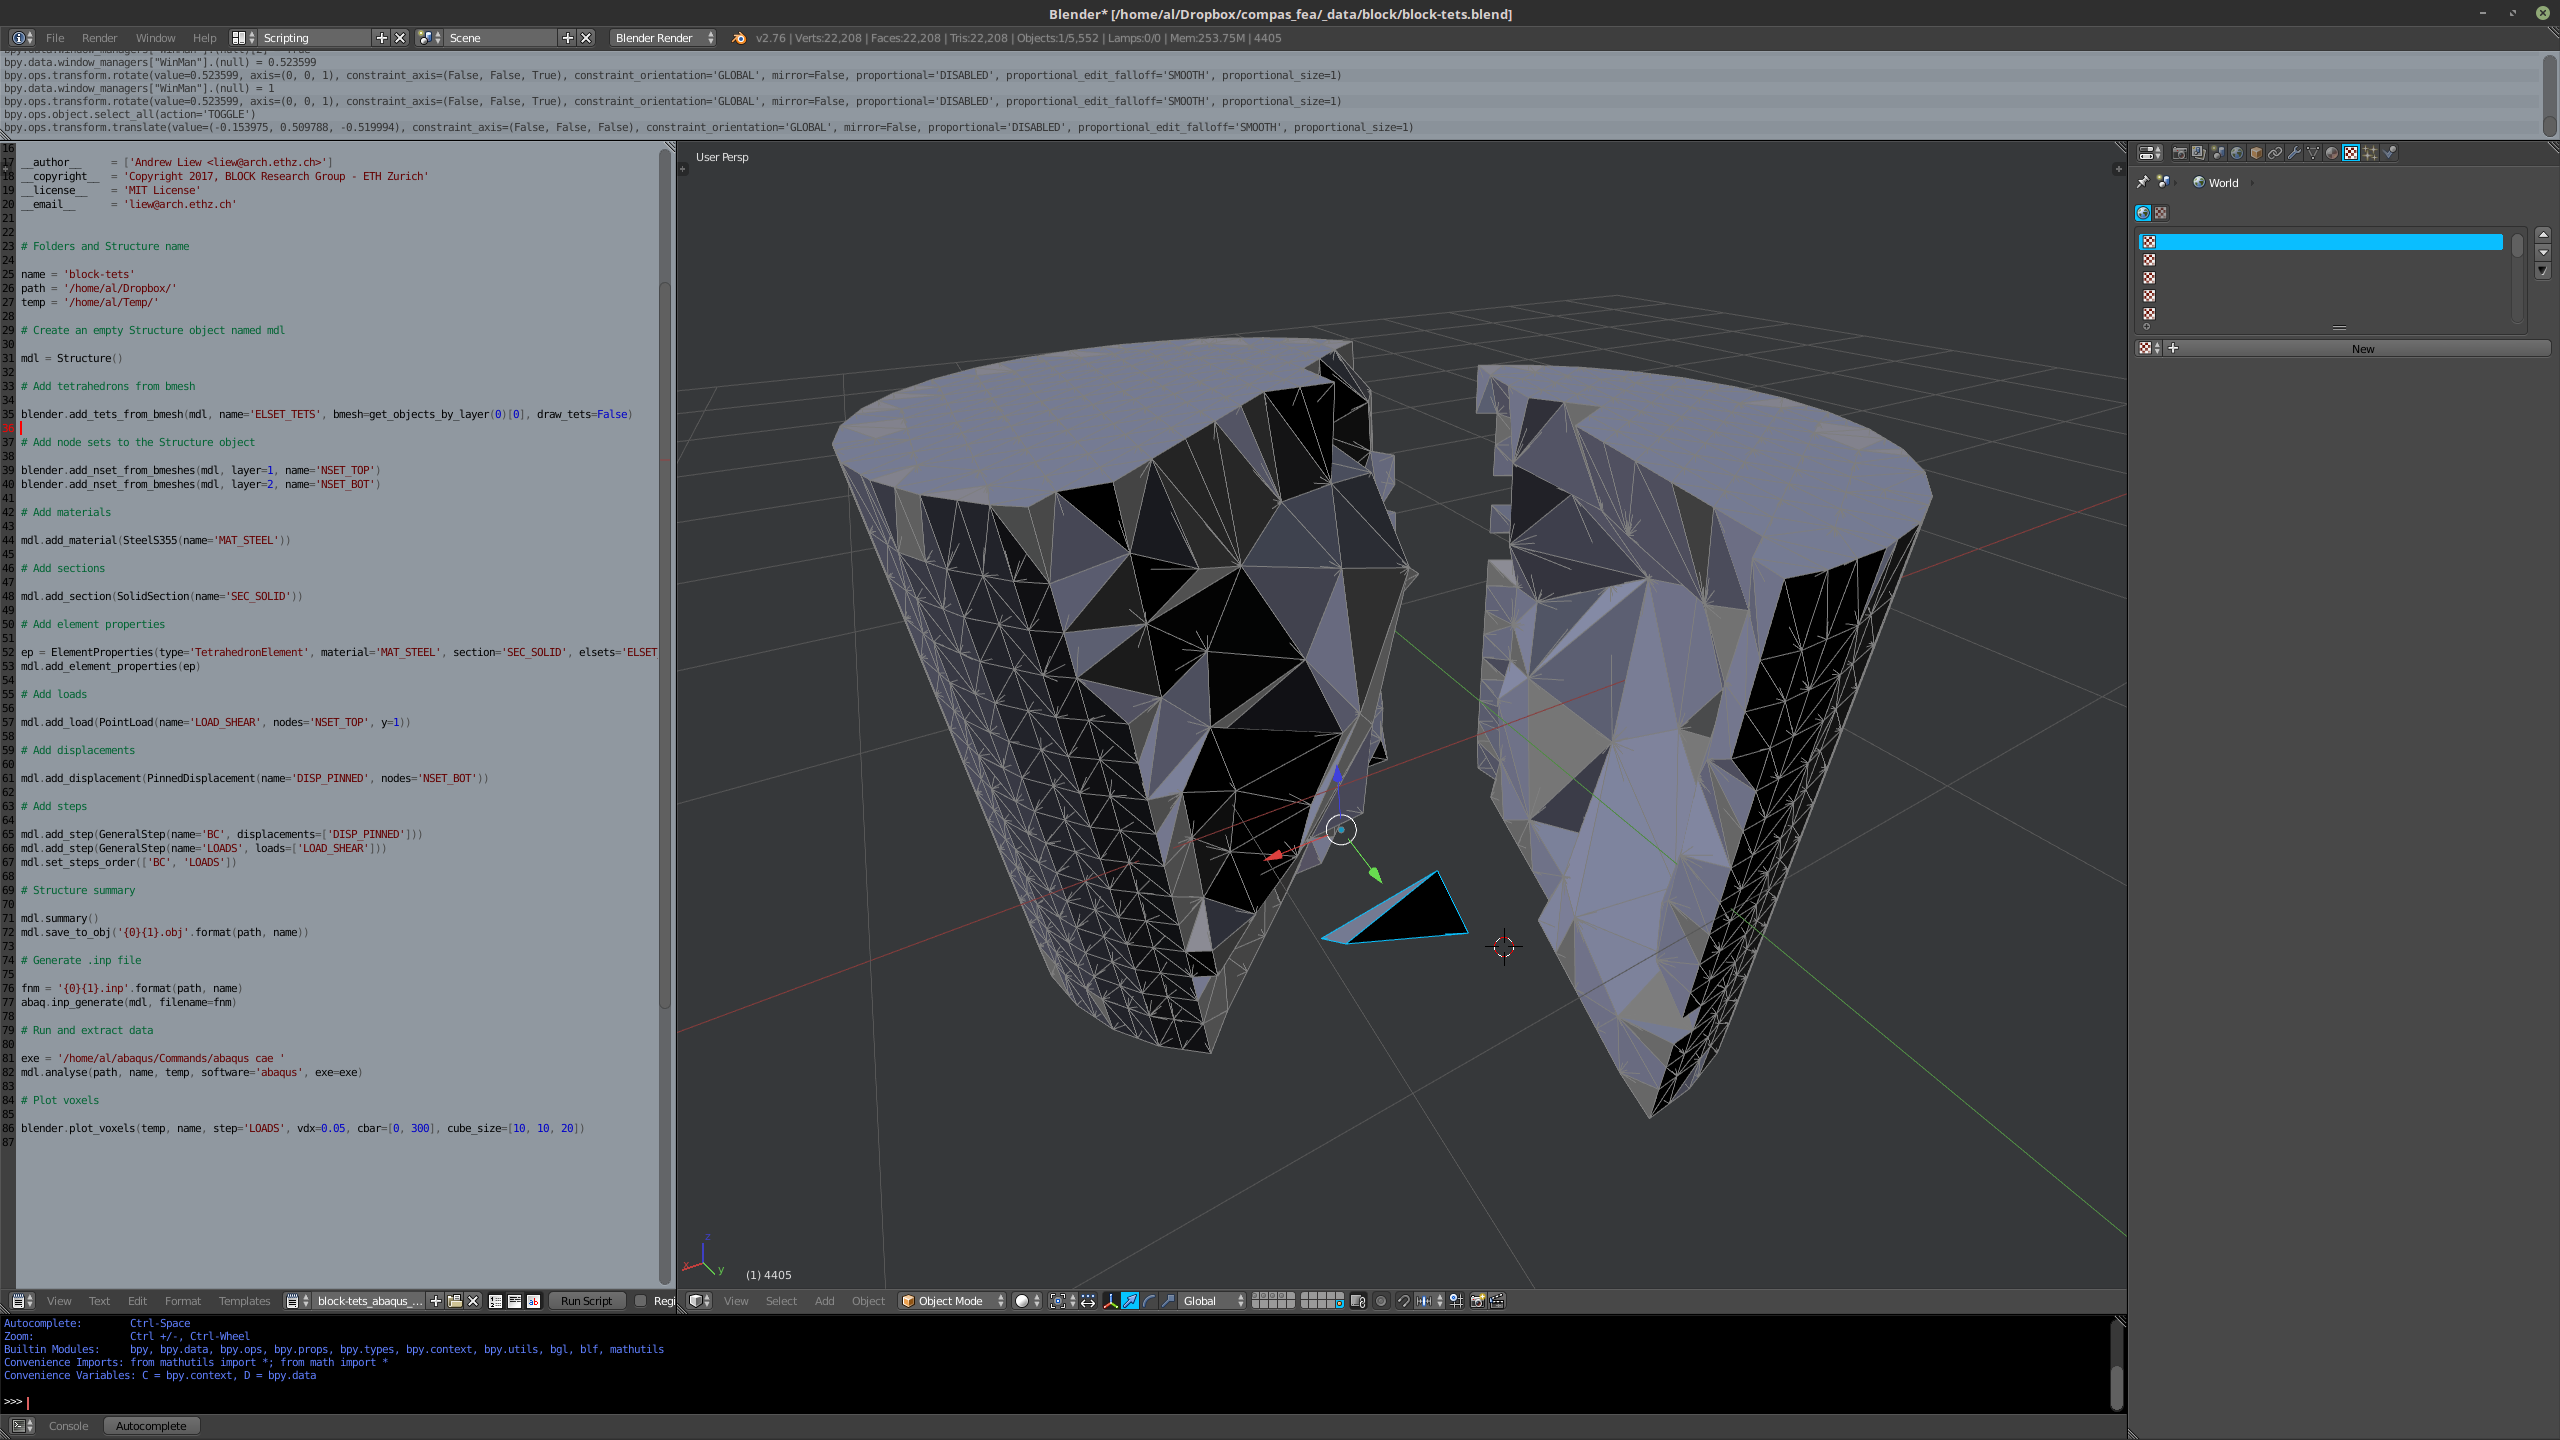 Blender* [/home/al/Dropbox/compas_fea/_data/block/block-tets.blend]
File Render Window Help Scripting Scene Blender Render v2.76 | Verts:22,208 | Faces:22,208 | Tris:22,208 | Objects:1/5,552 | Lamps:0/0 | Mem:253.75M | 4405
bpy.data.window_managers["WinMan"].(null) = 0.523599
bpy.ops.transform.rotate(value=0.523599, axis=(0, 0, 1), constraint_axis=(False, False, True), constraint_orientation='GLOBAL', mirror=False, proportional='DISABLED', proportional_edit_falloff='SMOOTH', proportional_size=1)
bpy.data.window_managers["WinMan"].(null) = 1
bpy.ops.transform.rotate(value=0.523599, axis=(0, 0, 1), constraint_axis=(False, False, True), constraint_orientation='GLOBAL', mirror=False, proportional='DISABLED', proportional_edit_falloff='SMOOTH', proportional_size=1)
bpy.ops.object.select_all(action='TOGGLE')
bpy.ops.transform.translate(value=(-0.153975, 0.509788, -0.519994), constraint_axis=(False, False, False), constraint_orientation='GLOBAL', mirror=False, proportional='DISABLED', proportional_edit_falloff='SMOOTH', proportional_size=1)
16
17 __author__ = ['Andrew Liew <liew@arch.ethz.ch>']
18 __copyright__ = 'Copyright 2017, BLOCK Research Group - ETH Zurich'
19 __license__ = 'MIT License'
20 __email__ = 'liew@arch.ethz.ch'
21
22
23 # Folders and Structure name
24
25 name = 'block-tets'
26 path = '/home/al/Dropbox/'
27 temp = '/home/al/Temp/'
28
29 # Create an empty Structure object named mdl
30
31 mdl = Structure()
32
33 # Add tetrahedrons from bmesh
34
35 blender.add_tets_from_bmesh(mdl, name='ELSET_TETS', bmesh=get_objects_by_layer(0)[0], draw_tets=False)
36
37 # Add node sets to the Structure object
38
39 blender.add_nset_from_bmeshes(mdl, layer=1, name='NSET_TOP')
40 blender.add_nset_from_bmeshes(mdl, layer=2, name='NSET_BOT')
41
42 # Add materials
43
44 mdl.add_material(SteelS355(name='MAT_STEEL'))
45
46 # Add sections
47
48 mdl.add_section(SolidSection(name='SEC_SOLID'))
49
50 # Add element properties
51
52 ep = ElementProperties(type='TetrahedronElement', material='MAT_STEEL', section='SEC_SOLID', elsets='ELSET_
53 mdl.add_element_properties(ep)
54
55 # Add loads
56
57 mdl.add_load(PointLoad(name='LOAD_SHEAR', nodes='NSET_TOP', y=1))
58
59 # Add displacements
60
61 mdl.add_displacement(PinnedDisplacement(name='DISP_PINNED', nodes='NSET_BOT'))
62
63 # Add steps
64
65 mdl.add_step(GeneralStep(name='BC', displacements=['DISP_PINNED']))
66 mdl.add_step(GeneralStep(name='LOADS', loads=['LOAD_SHEAR']))
67 mdl.set_steps_order(['BC', 'LOADS'])
68
69 # Structure summary
70
71 mdl.summary()
72 mdl.save_to_obj('{0}{1}.obj'.format(path, name))
73
74 # Generate .inp file
75
76 fnm = '{0}{1}.inp'.format(path, name)
77 abaq.inp_generate(mdl, filename=fnm)
78
79 # Run and extract data
80
81 exe = '/home/al/abaqus/Commands/abaqus cae '
82 mdl.analyse(path, name, temp, software='abaqus', exe=exe)
83
84 # Plot voxels
85
86 blender.plot_voxels(temp, name, step='LOADS', vdx=0.05, cbar=[0, 300], cube_size=[10, 10, 20])
87
View Text Edit Format Templates block-tets_abaqus_... Run Script Regi
User Persp
z
x
y
(1) 4405
View Select Add Object Object Mode Global
World
New
Autocomplete: Ctrl-Space
Zoom: Ctrl +/-, Ctrl-Wheel
Builtin Modules: bpy, bpy.data, bpy.ops, bpy.props, bpy.types, bpy.context, bpy.utils, bgl, blf, mathutils
Convenience Imports: from mathutils import *; from math import *
Convenience Variables: C = bpy.context, D = bpy.data
>>>
Console Autocomplete